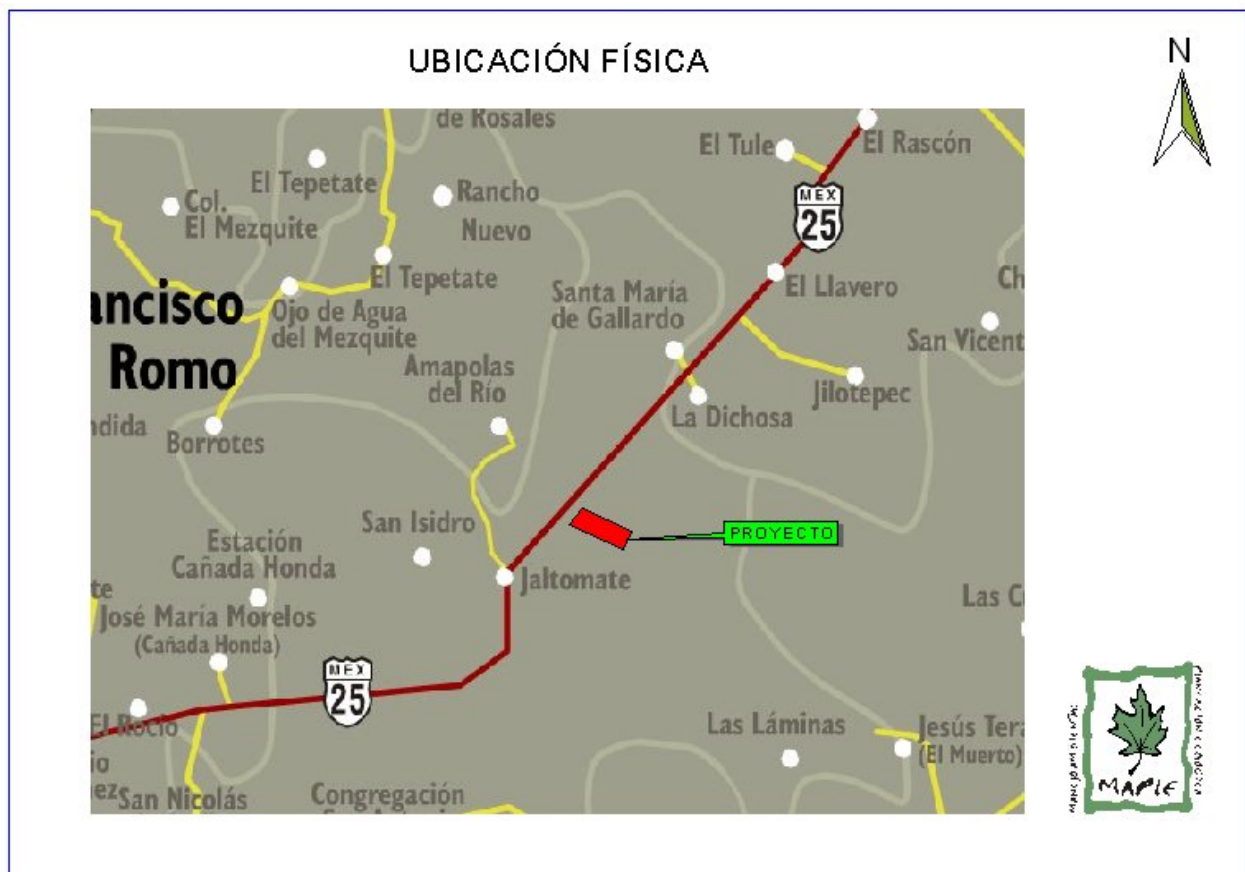 UBICACIÓN FÍSICA
N
de Rosales
El Tule
El Rascón
El Tepetate
Col.
El Mezquite
Rancho
Nuevo
MEX
25
El Tepetate
Santa María
de Gallardo
El Llavero
Ch
ancisco
Romo
Ojo de Agua
del Mezquite
San Vicent
Amapolas
del Río
Jilotepec
La Dichosa
ndida
Borrotes
San Isidro
PROYECTO
Estación
Cañada Honda
Jaltomate
te
José María Morelos
(Cañada Honda)
Las C
MEX
25
El Rocío
Las Láminas
Jesús Tera
(El Muerto)
io
ez
San Nicolás
Congregación
MAPLE